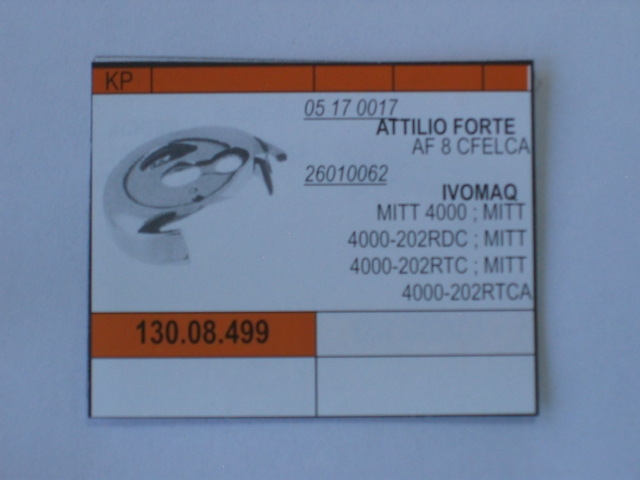 KP
05 17 0017
ATTILIO FORTE
AF 8 CFELCA
26010062
IVOMAQ
MITT 4000 ; MITT
4000-202RDC ; MITT
4000-202RTC ; MITT
4000-202RTCA
130.08.499